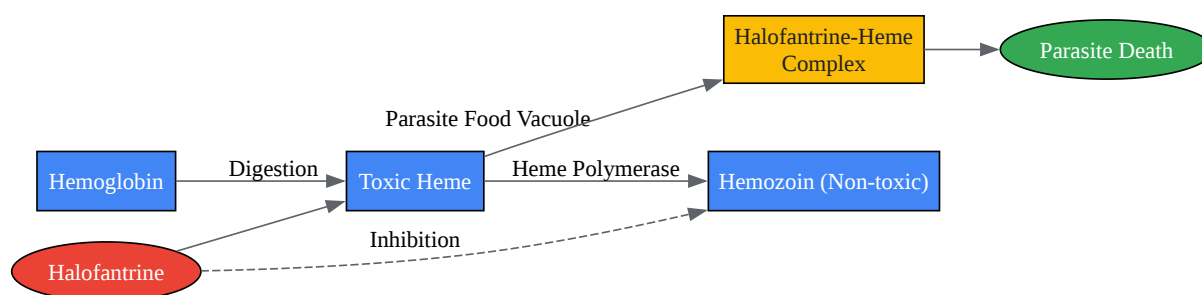 Halofantrine-Heme
Complex
Parasite Death
Parasite Food Vacuole
Hemoglobin
Digestion
Toxic Heme
Heme Polymerase
Hemozoin (Non-toxic)
Inhibition
Halofantrine